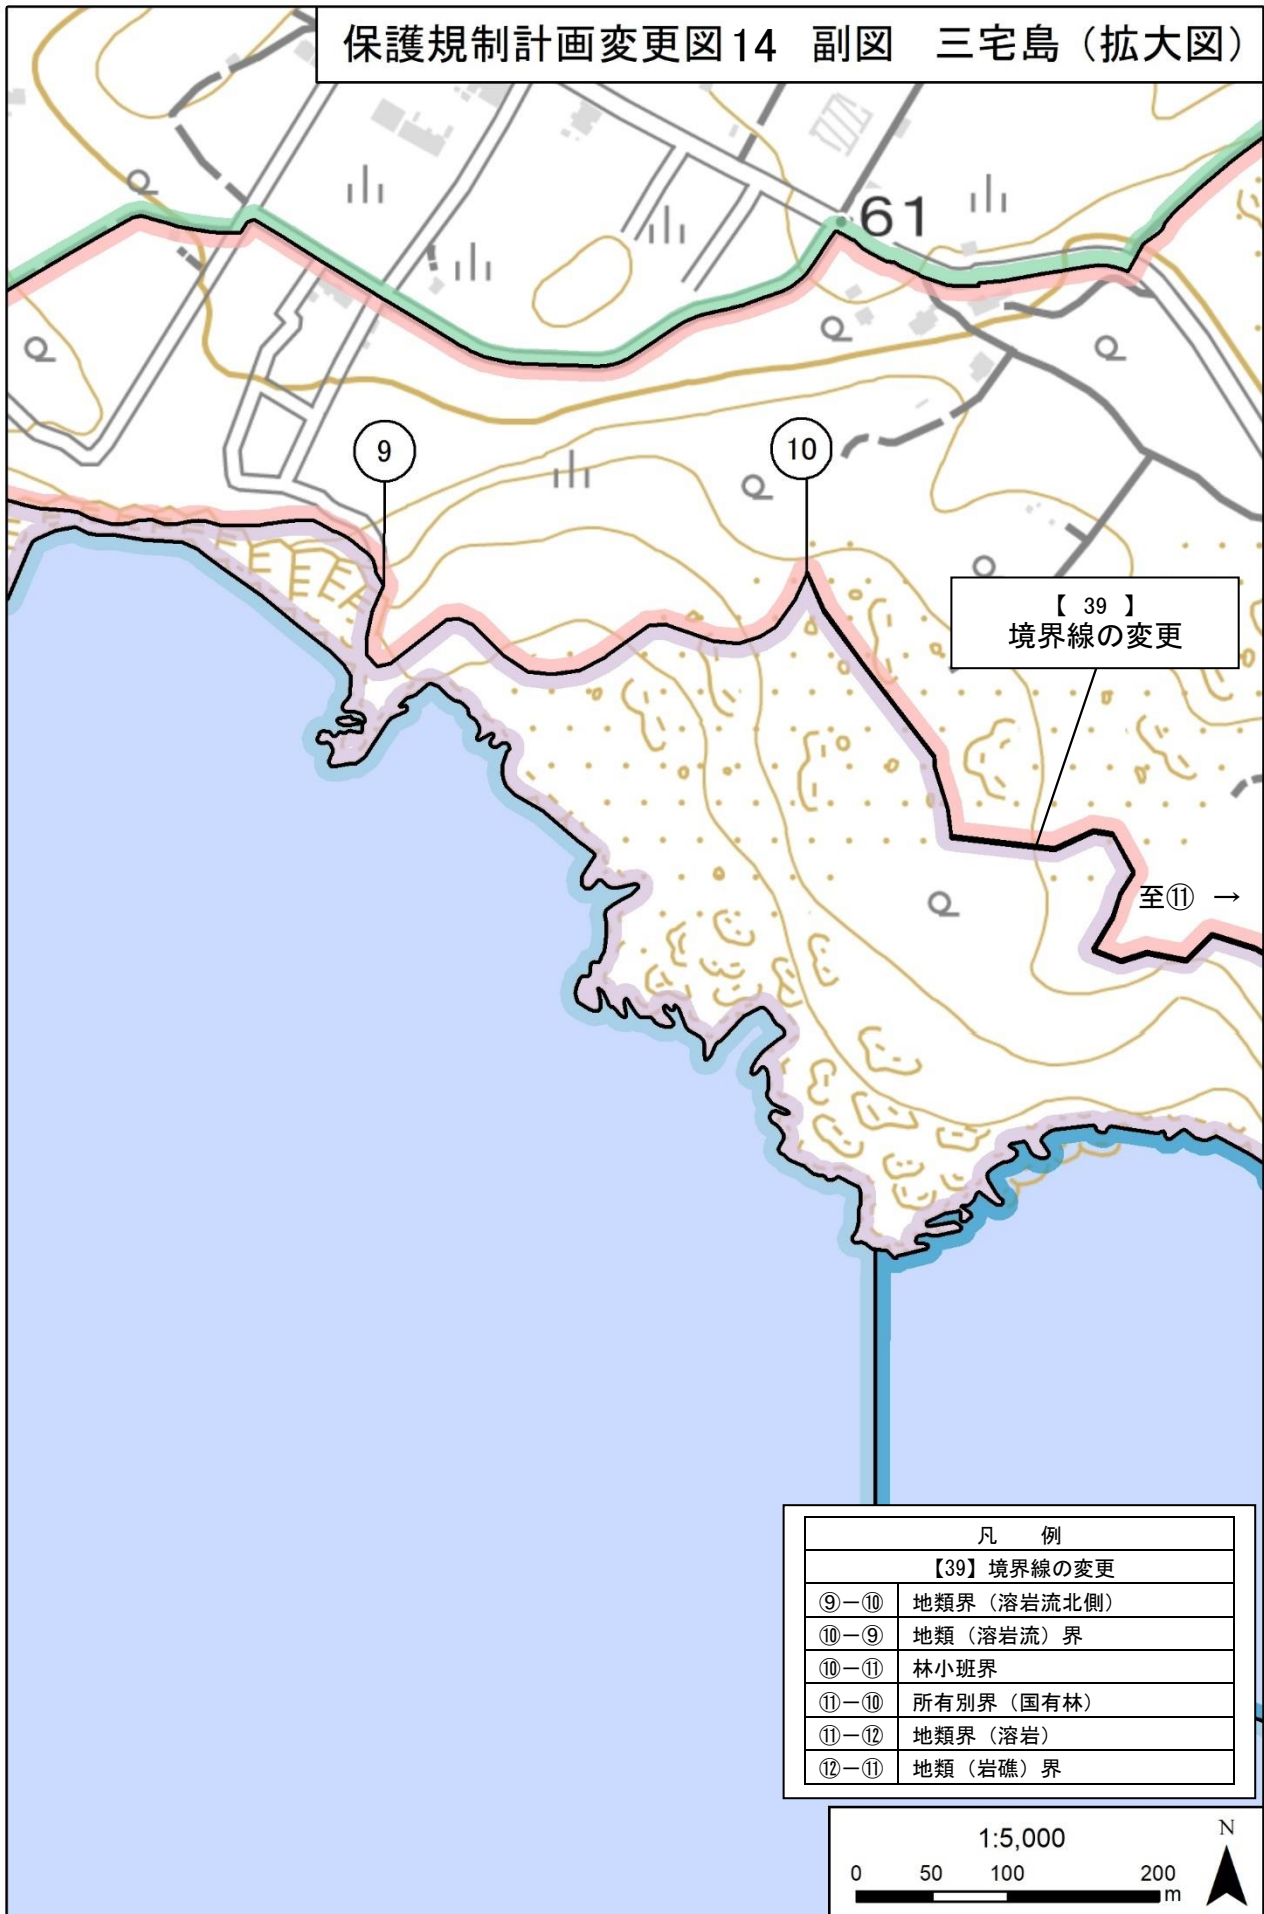 保護規制計画変更図14　副図　三宅島（拡大図）
61
9
10
【 39 】
境界線の変更
至⑪ →
凡　例
【39】境界線の変更
⑨－⑩ 地類界（溶岩流北側）
⑩－⑨ 地類（溶岩流）界
⑩－⑪ 林小班界
⑪－⑩ 所有別界（国有林）
⑪－⑫ 地類界（溶岩）
⑫－⑪ 地類（岩礁）界
1:5,000
N
0 50 100 200
m